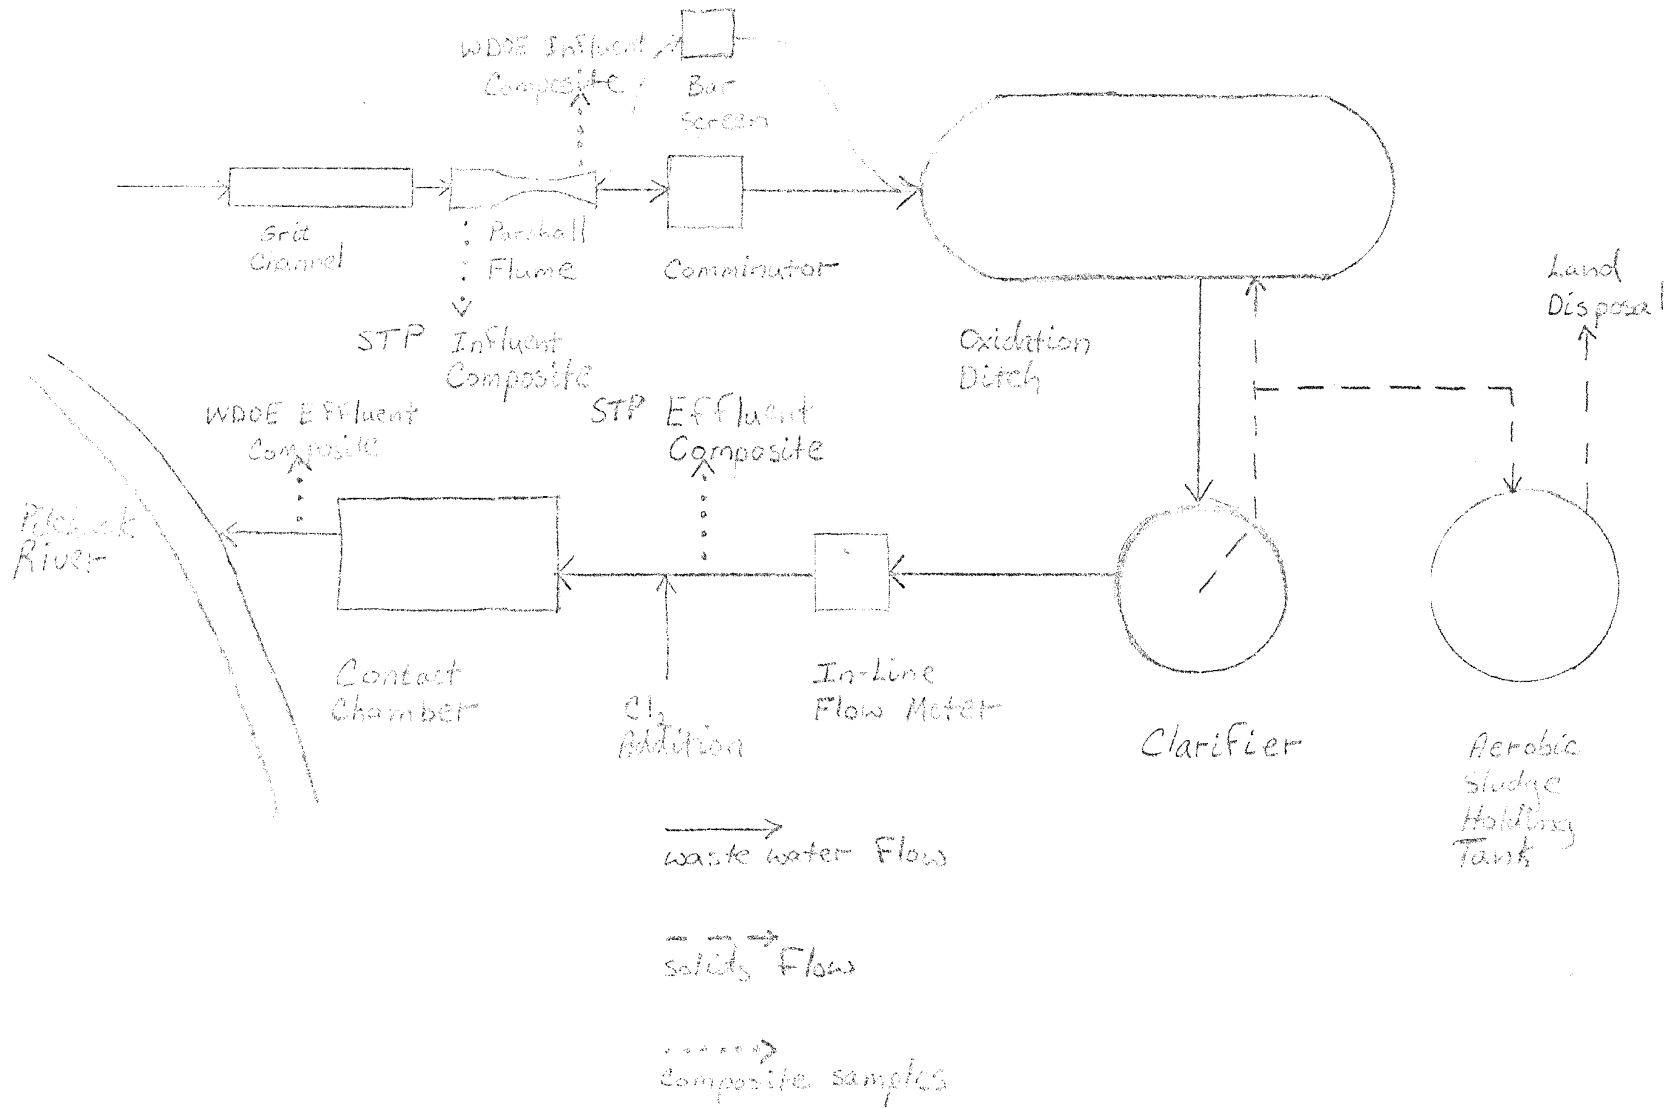 WDOE Influent
Composite
Bar
Screen
Grit
Channel
Parshall
Flume
Comminutor
STP Influent
Composite
Oxidation
Ditch
Land
Disposal
WDOE Effluent
Composite
STP Effluent
Composite
Pilchuck
River
Contact
Chamber
Cl2
Addition
In-Line
Flow Meter
Clarifier
Aerobic
Sludge
Holding
Tank
waste water Flow
solids Flow
composite samples